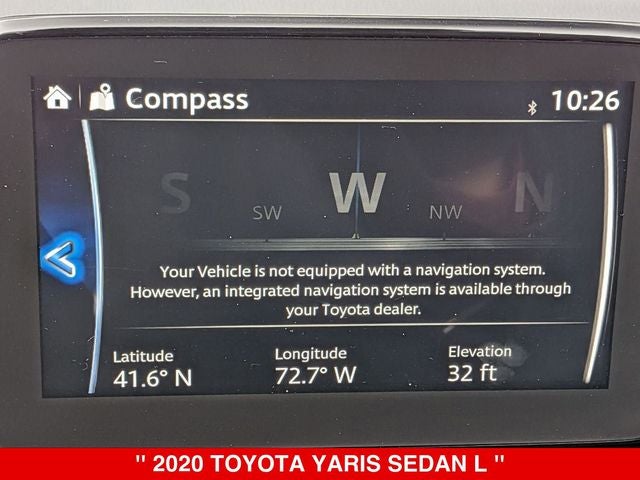 Compass
10:26
S SW W NW N
Your Vehicle is not equipped with a navigation system.
However, an integrated navigation system is available through
your Toyota dealer.
Latitude Longitude Elevation
41.6° N 72.7° W 32 ft
" 2020 TOYOTA YARIS SEDAN L "